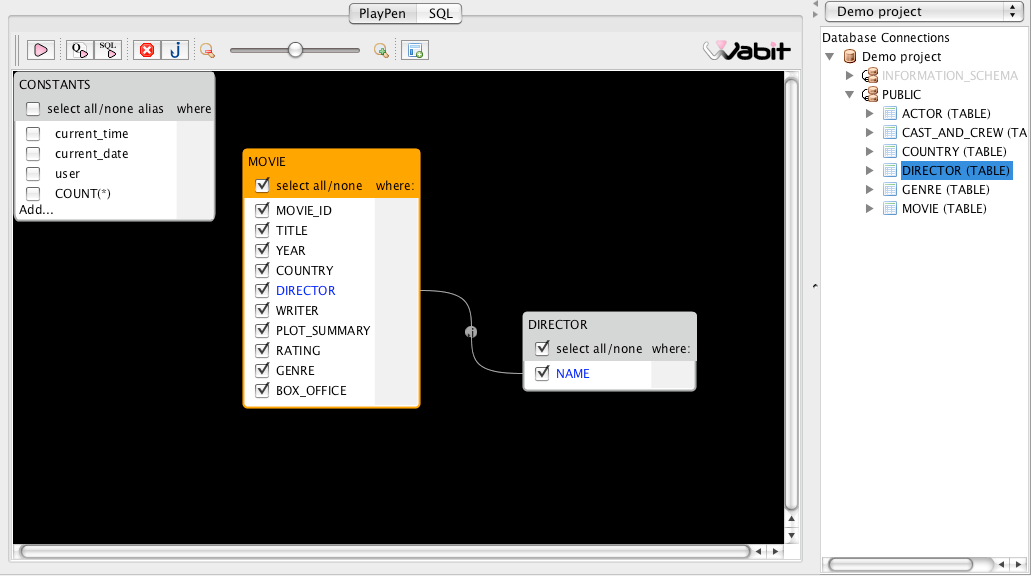 PlayPen SQL
Demo project
Q SQL j
Wabit
Database Connections
Demo project
INFORMATION_SCHEMA
PUBLIC
ACTOR (TABLE)
CAST_AND_CREW (TA
COUNTRY (TABLE)
DIRECTOR (TABLE)
GENRE (TABLE)
MOVIE (TABLE)
CONSTANTS
select all/none alias where
current_time
current_date
user
COUNT(*)
Add...
MOVIE
select all/none where:
MOVIE_ID
TITLE
YEAR
COUNTRY
DIRECTOR
WRITER
PLOT_SUMMARY
RATING
GENRE
BOX_OFFICE
DIRECTOR
select all/none where:
NAME